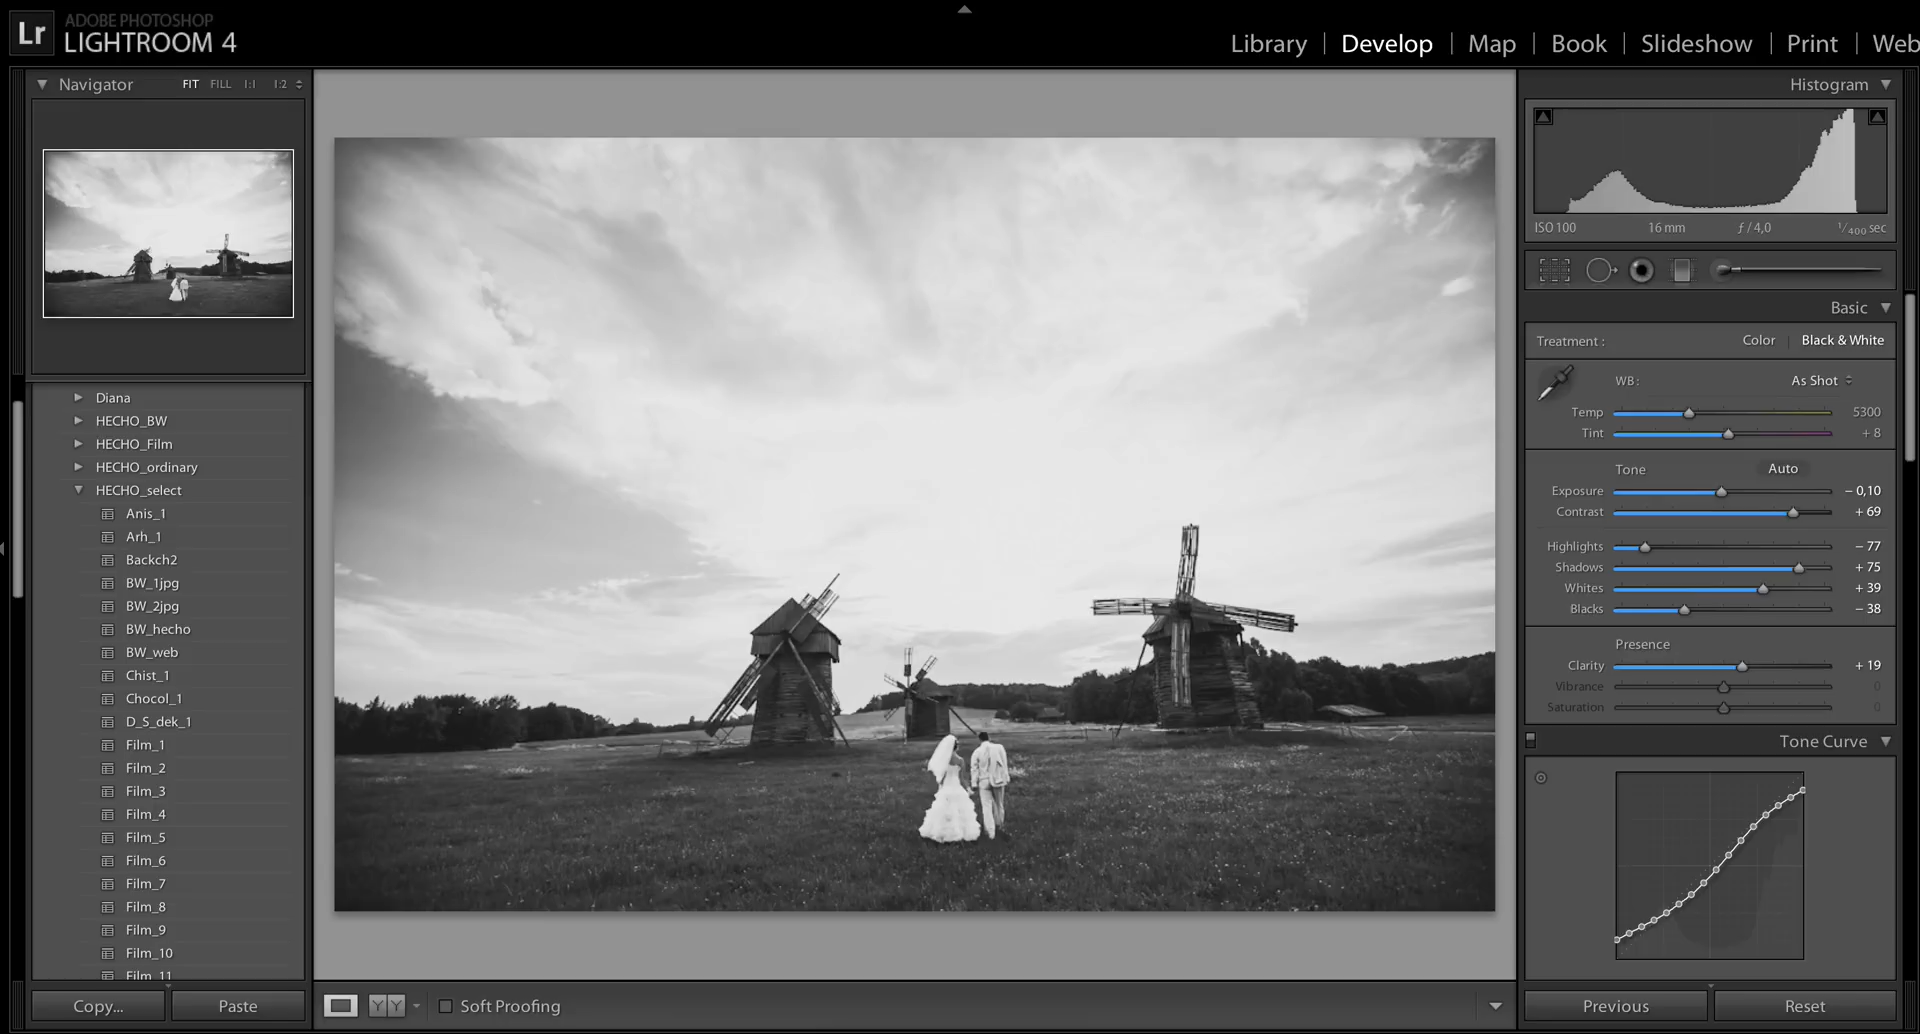 Lr
ADOBE PHOTOSHOP
LIGHTROOM 4
Library | Develop | Map | Book | Slideshow | Print | Web
Navigator FIT FILL 1:1 1:2
Diana
HECHO_BW
HECHO_Film
HECHO_ordinary
HECHO_select
Anis_1
Arh_1
Backch2
BW_1jpg
BW_2jpg
BW_hecho
BW_web
Chist_1
Chocol_1
D_S_dek_1
Film_1
Film_2
Film_3
Film_4
Film_5
Film_6
Film_7
Film_8
Film_9
Film_10
Film_11
Copy... Paste
YY Soft Proofing
Histogram
ISO 100 16 mm ƒ / 4,0 1/400 sec
Basic
Treatment : Color | Black & White
WB : As Shot
Temp 5300
Tint + 8
Tone Auto
Exposure − 0,10
Contrast + 69
Highlights − 77
Shadows + 75
Whites + 39
Blacks − 38
Presence
Clarity + 19
Vibrance 0
Saturation 0
Tone Curve
Previous Reset